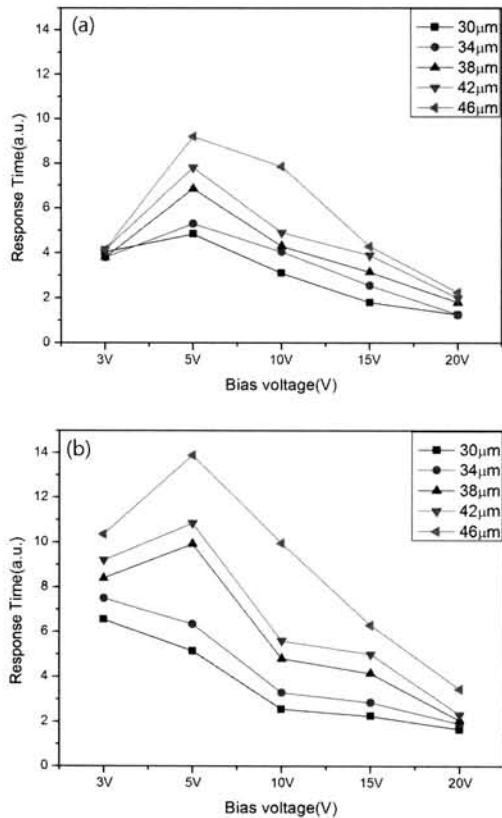 (a)
30μm
34μm
38μm
42μm
46μm
Response Time(a.u.)
14
12
10
8
6
4
2
0
3V 5V 10V 15V 20V
Bias voltage(V)
(b)
30μm
34μm
38μm
42μm
46μm
Response Time(a.u.)
14
12
10
8
6
4
2
0
3V 5V 10V 15V 20V
Bias voltage(V)